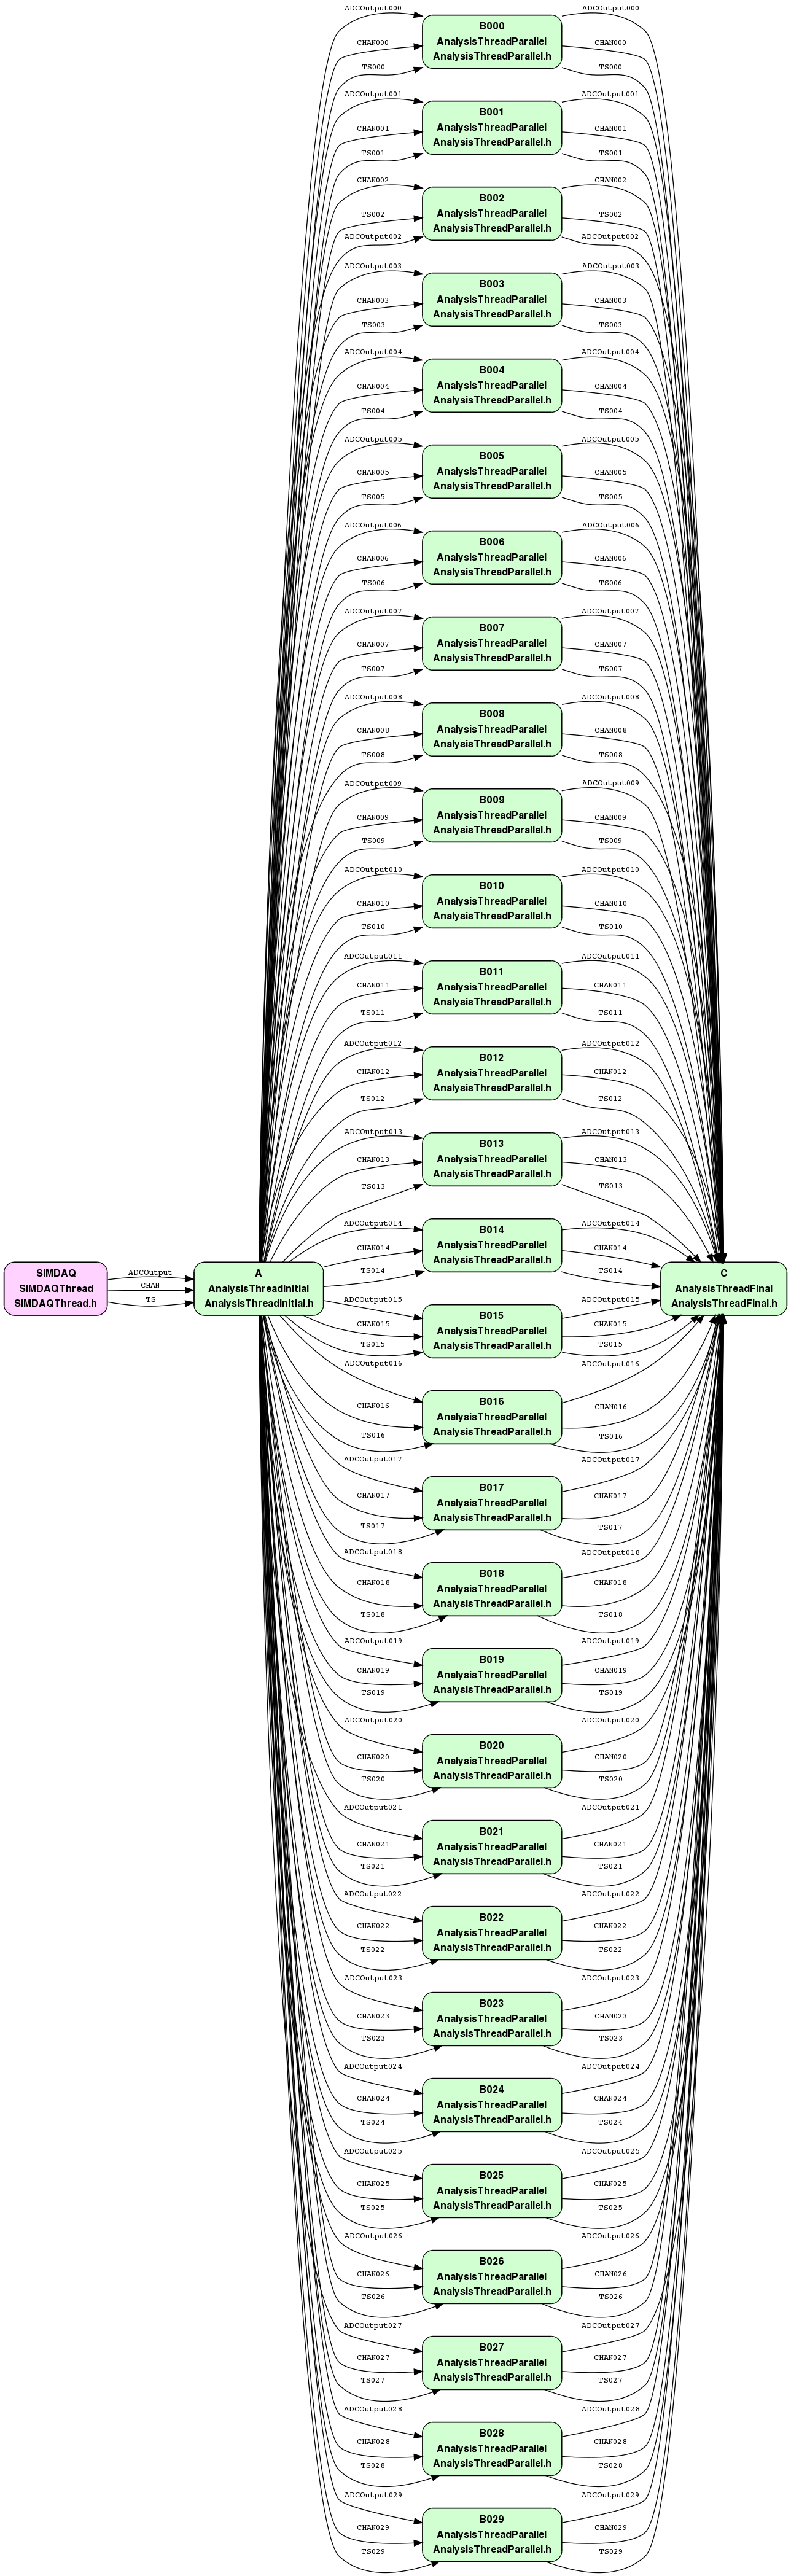 SIMDAQ
SIMDAQThread
SIMDAQThread.h
ADCOutput
CHAN
TS
A
AnalysisThreadInitial
AnalysisThreadInitial.h
ADCOutput000
CHAN000
TS000
B000
AnalysisThreadParallel
AnalysisThreadParallel.h
ADCOutput000
CHAN000
TS000
ADCOutput001
CHAN001
TS001
B001
AnalysisThreadParallel
AnalysisThreadParallel.h
ADCOutput001
CHAN001
TS001
CHAN002
TS002
ADCOutput002
B002
AnalysisThreadParallel
AnalysisThreadParallel.h
CHAN002
TS002
ADCOutput002
ADCOutput003
CHAN003
TS003
B003
AnalysisThreadParallel
AnalysisThreadParallel.h
ADCOutput003
CHAN003
TS003
ADCOutput004
CHAN004
TS004
B004
AnalysisThreadParallel
AnalysisThreadParallel.h
ADCOutput004
CHAN004
TS004
ADCOutput005
CHAN005
TS005
B005
AnalysisThreadParallel
AnalysisThreadParallel.h
ADCOutput005
CHAN005
TS005
ADCOutput006
CHAN006
TS006
B006
AnalysisThreadParallel
AnalysisThreadParallel.h
ADCOutput006
CHAN006
TS006
ADCOutput007
CHAN007
TS007
B007
AnalysisThreadParallel
AnalysisThreadParallel.h
ADCOutput007
CHAN007
TS007
ADCOutput008
CHAN008
TS008
B008
AnalysisThreadParallel
AnalysisThreadParallel.h
ADCOutput008
CHAN008
TS008
ADCOutput009
CHAN009
TS009
B009
AnalysisThreadParallel
AnalysisThreadParallel.h
ADCOutput009
CHAN009
TS009
ADCOutput010
CHAN010
TS010
B010
AnalysisThreadParallel
AnalysisThreadParallel.h
ADCOutput010
CHAN010
TS010
ADCOutput011
CHAN011
TS011
B011
AnalysisThreadParallel
AnalysisThreadParallel.h
ADCOutput011
CHAN011
TS011
ADCOutput012
CHAN012
TS012
B012
AnalysisThreadParallel
AnalysisThreadParallel.h
ADCOutput012
CHAN012
TS012
ADCOutput013
CHAN013
TS013
B013
AnalysisThreadParallel
AnalysisThreadParallel.h
ADCOutput013
CHAN013
TS013
ADCOutput014
CHAN014
TS014
B014
AnalysisThreadParallel
AnalysisThreadParallel.h
ADCOutput014
CHAN014
TS014
ADCOutput015
CHAN015
TS015
B015
AnalysisThreadParallel
AnalysisThreadParallel.h
ADCOutput015
CHAN015
TS015
ADCOutput016
CHAN016
TS016
B016
AnalysisThreadParallel
AnalysisThreadParallel.h
ADCOutput016
CHAN016
TS016
ADCOutput017
CHAN017
TS017
B017
AnalysisThreadParallel
AnalysisThreadParallel.h
ADCOutput017
CHAN017
TS017
ADCOutput018
CHAN018
TS018
B018
AnalysisThreadParallel
AnalysisThreadParallel.h
ADCOutput018
CHAN018
TS018
ADCOutput019
CHAN019
TS019
B019
AnalysisThreadParallel
AnalysisThreadParallel.h
ADCOutput019
CHAN019
TS019
ADCOutput020
CHAN020
TS020
B020
AnalysisThreadParallel
AnalysisThreadParallel.h
ADCOutput020
CHAN020
TS020
ADCOutput021
CHAN021
TS021
B021
AnalysisThreadParallel
AnalysisThreadParallel.h
ADCOutput021
CHAN021
TS021
ADCOutput022
CHAN022
TS022
B022
AnalysisThreadParallel
AnalysisThreadParallel.h
ADCOutput022
CHAN022
TS022
ADCOutput023
CHAN023
TS023
B023
AnalysisThreadParallel
AnalysisThreadParallel.h
ADCOutput023
CHAN023
TS023
ADCOutput024
CHAN024
TS024
B024
AnalysisThreadParallel
AnalysisThreadParallel.h
ADCOutput024
CHAN024
TS024
ADCOutput025
CHAN025
TS025
B025
AnalysisThreadParallel
AnalysisThreadParallel.h
ADCOutput025
CHAN025
TS025
ADCOutput026
CHAN026
TS026
B026
AnalysisThreadParallel
AnalysisThreadParallel.h
ADCOutput026
CHAN026
TS026
ADCOutput027
CHAN027
TS027
B027
AnalysisThreadParallel
AnalysisThreadParallel.h
ADCOutput027
CHAN027
TS027
ADCOutput028
CHAN028
TS028
B028
AnalysisThreadParallel
AnalysisThreadParallel.h
ADCOutput028
CHAN028
TS028
ADCOutput029
CHAN029
TS029
B029
AnalysisThreadParallel
AnalysisThreadParallel.h
ADCOutput029
CHAN029
TS029
C
AnalysisThreadFinal
AnalysisThreadFinal.h